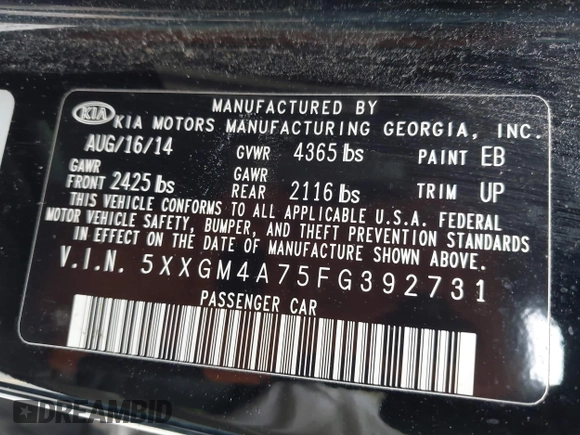 MANUFACTURED BY
KIA KIA MOTORS MANUFACTURING GEORGIA, INC.
AUG/16/14 GVWR 4365 lbs PAINT EB
GAWR FRONT 2425 lbs GAWR REAR 2116 lbs TRIM UP
THIS VEHICLE CONFORMS TO ALL APPLICABLE U.S.A. FEDERAL
MOTOR VEHICLE SAFETY, BUMPER, AND THEFT PREVENTION STANDARDS
IN EFFECT ON THE DATE OF MANUFACTURE SHOWN ABOVE.
V.I.N. 5XXGM4A75FG392731
PASSENGER CAR
DREAMBID